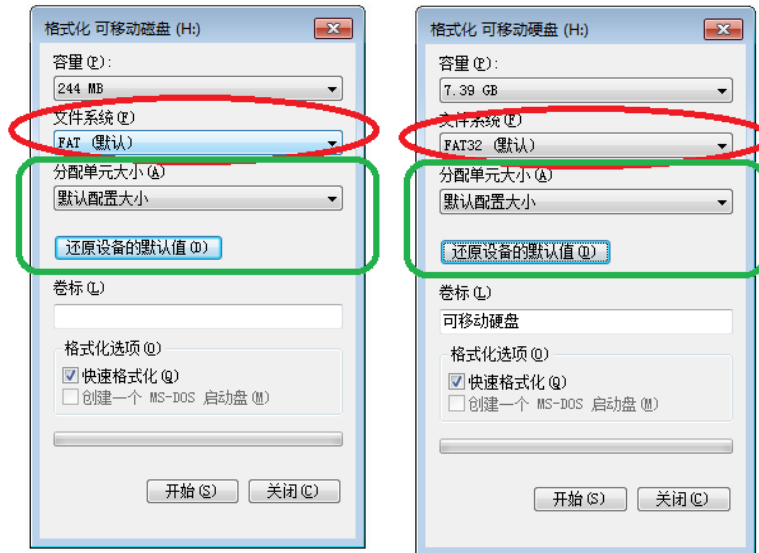 格式化 可移动磁盘 (H:)
容量(P):
244 MB
文件系统(F)
FAT (默认)
分配单元大小(A)
默认配置大小
还原设备的默认值(D)
卷标(L)
格式化选项(O)
快速格式化(Q)
创建一个 MS-DOS 启动盘(M)
开始(S)
关闭(C)
格式化 可移动硬盘 (H:)
容量(P):
7.39 GB
文件系统(F)
FAT32 (默认)
分配单元大小(A)
默认配置大小
还原设备的默认值(D)
卷标(L)
可移动硬盘
格式化选项(O)
快速格式化(Q)
创建一个 MS-DOS 启动盘(M)
开始(S)
关闭(C)